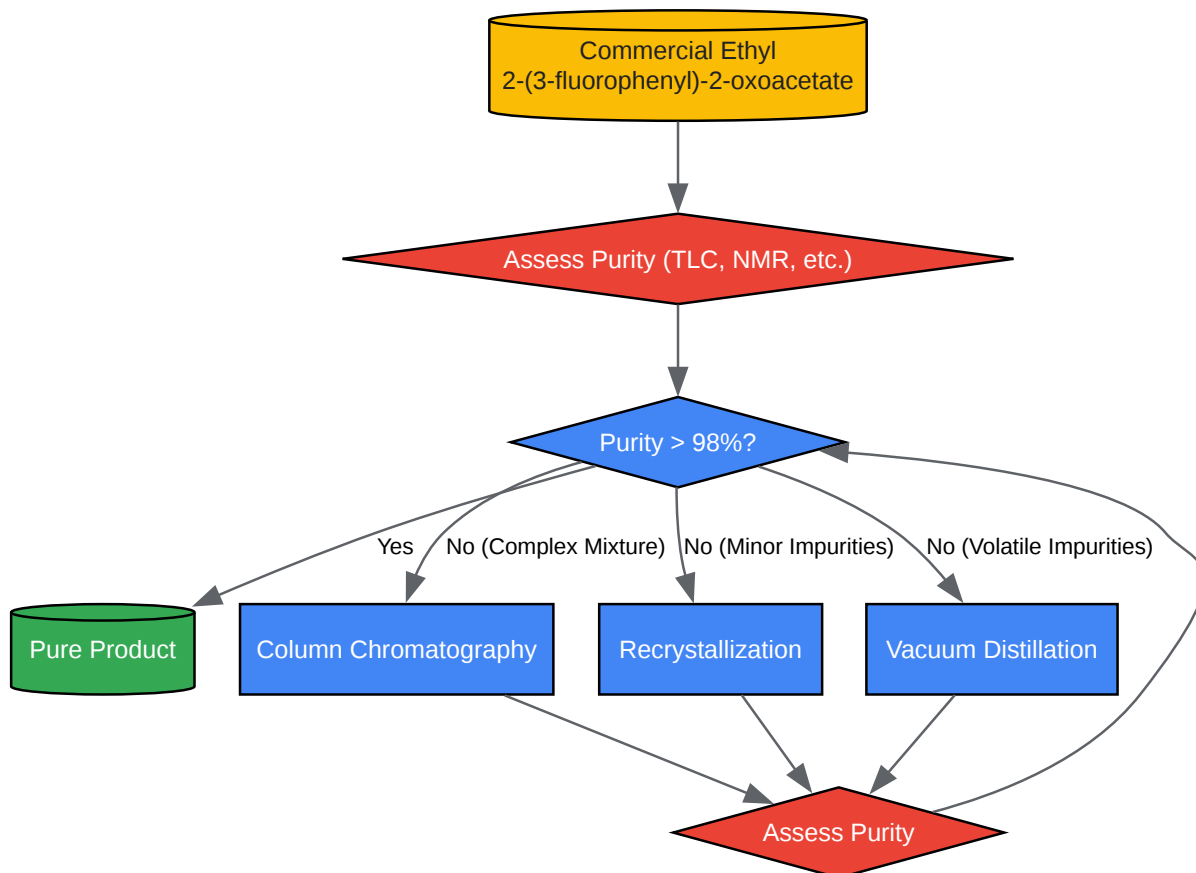 Commercial Ethyl
2-(3-fluorophenyl)-2-oxoacetate
Assess Purity (TLC, NMR, etc.)
Purity > 98%?
Yes
No (Complex Mixture)
No (Minor Impurities)
No (Volatile Impurities)
Pure Product
Column Chromatography
Recrystallization
Vacuum Distillation
Assess Purity